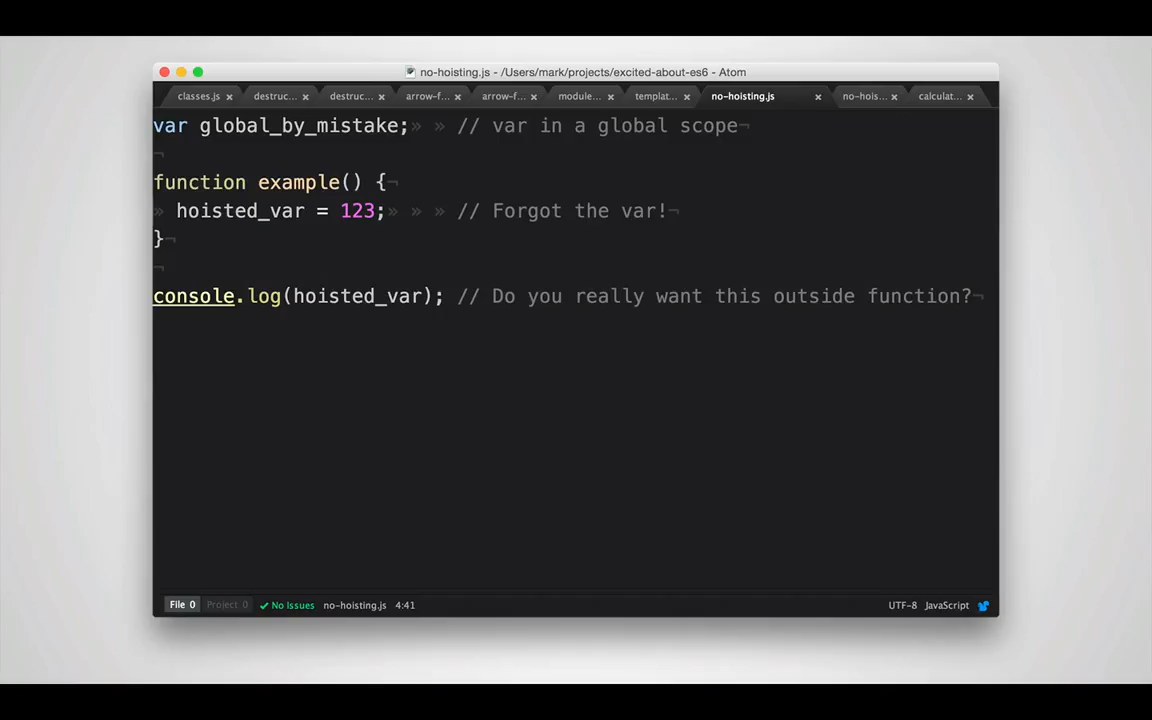 no-hoisting.js - /Users/mark/projects/excited-about-es6 - Atom
classes.js destruc... destruc... arrow-f... arrow-f... module... templat... no-hoisting.js no-hois... calculat...
var global_by_mistake; // var in a global scope
function example() {
hoisted_var = 123; // Forgot the var!
}
console.log(hoisted_var); // Do you really want this outside function?
File 0 Project 0 No Issues no-hoisting.js 4:41 UTF-8 JavaScript